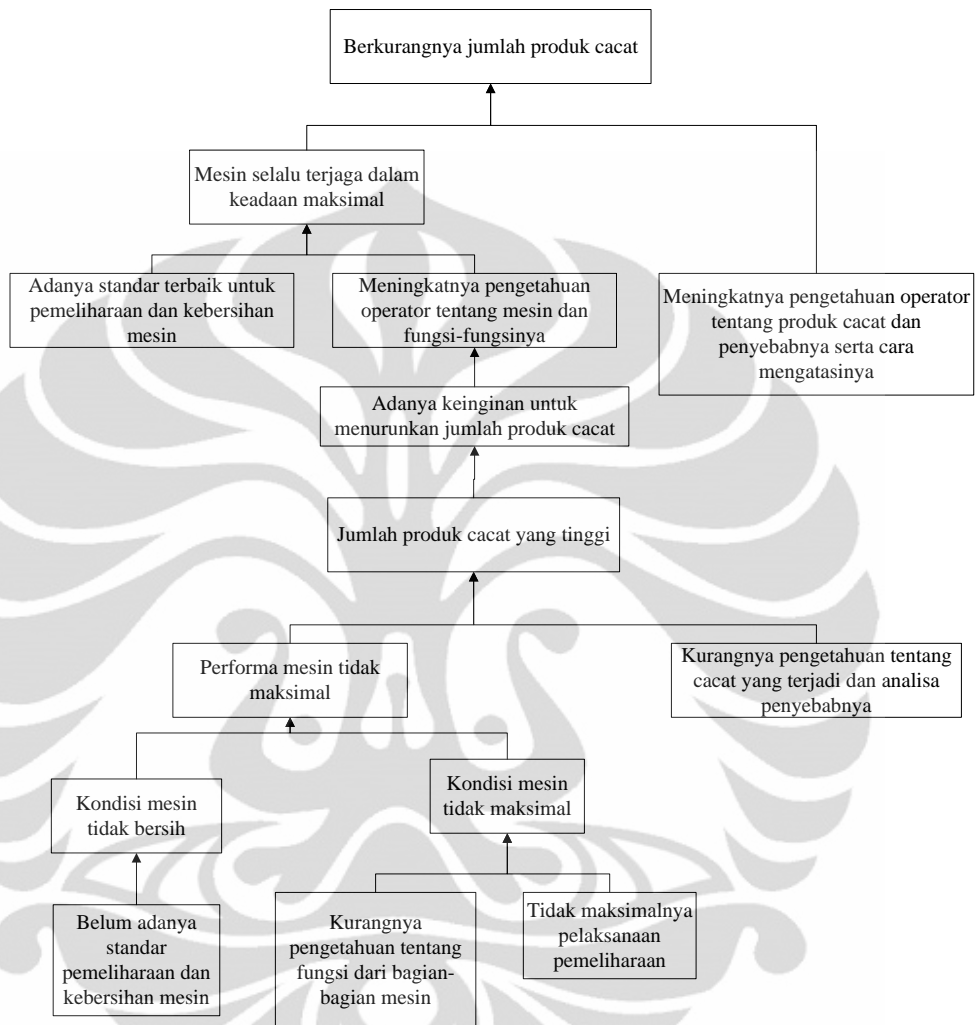 Berkurangnya jumlah produk cacat
Mesin selalu terjaga dalam
keadaan maksimal
Adanya standar terbaik untuk
pemeliharaan dan kebersihan
mesin
Meningkatnya pengetahuan
operator tentang mesin dan
fungsi-fungsinya
Meningkatnya pengetahuan operator
tentang produk cacat dan
penyebabnya serta cara
mengatasinya
Adanya keinginan untuk
menurunkan jumlah produk cacat
Jumlah produk cacat yang tinggi
Performa mesin tidak
maksimal
Kurangnya pengetahuan tentang
cacat yang terjadi dan analisa
penyebabnya
Kondisi mesin
tidak bersih
Kondisi mesin
tidak maksimal
Belum adanya
standar
pemeliharaan dan
kebersihan mesin
Kurangnya
pengetahuan tentang
fungsi dari bagian-
bagian mesin
Tidak maksimalnya
pelaksanaan
pemeliharaan